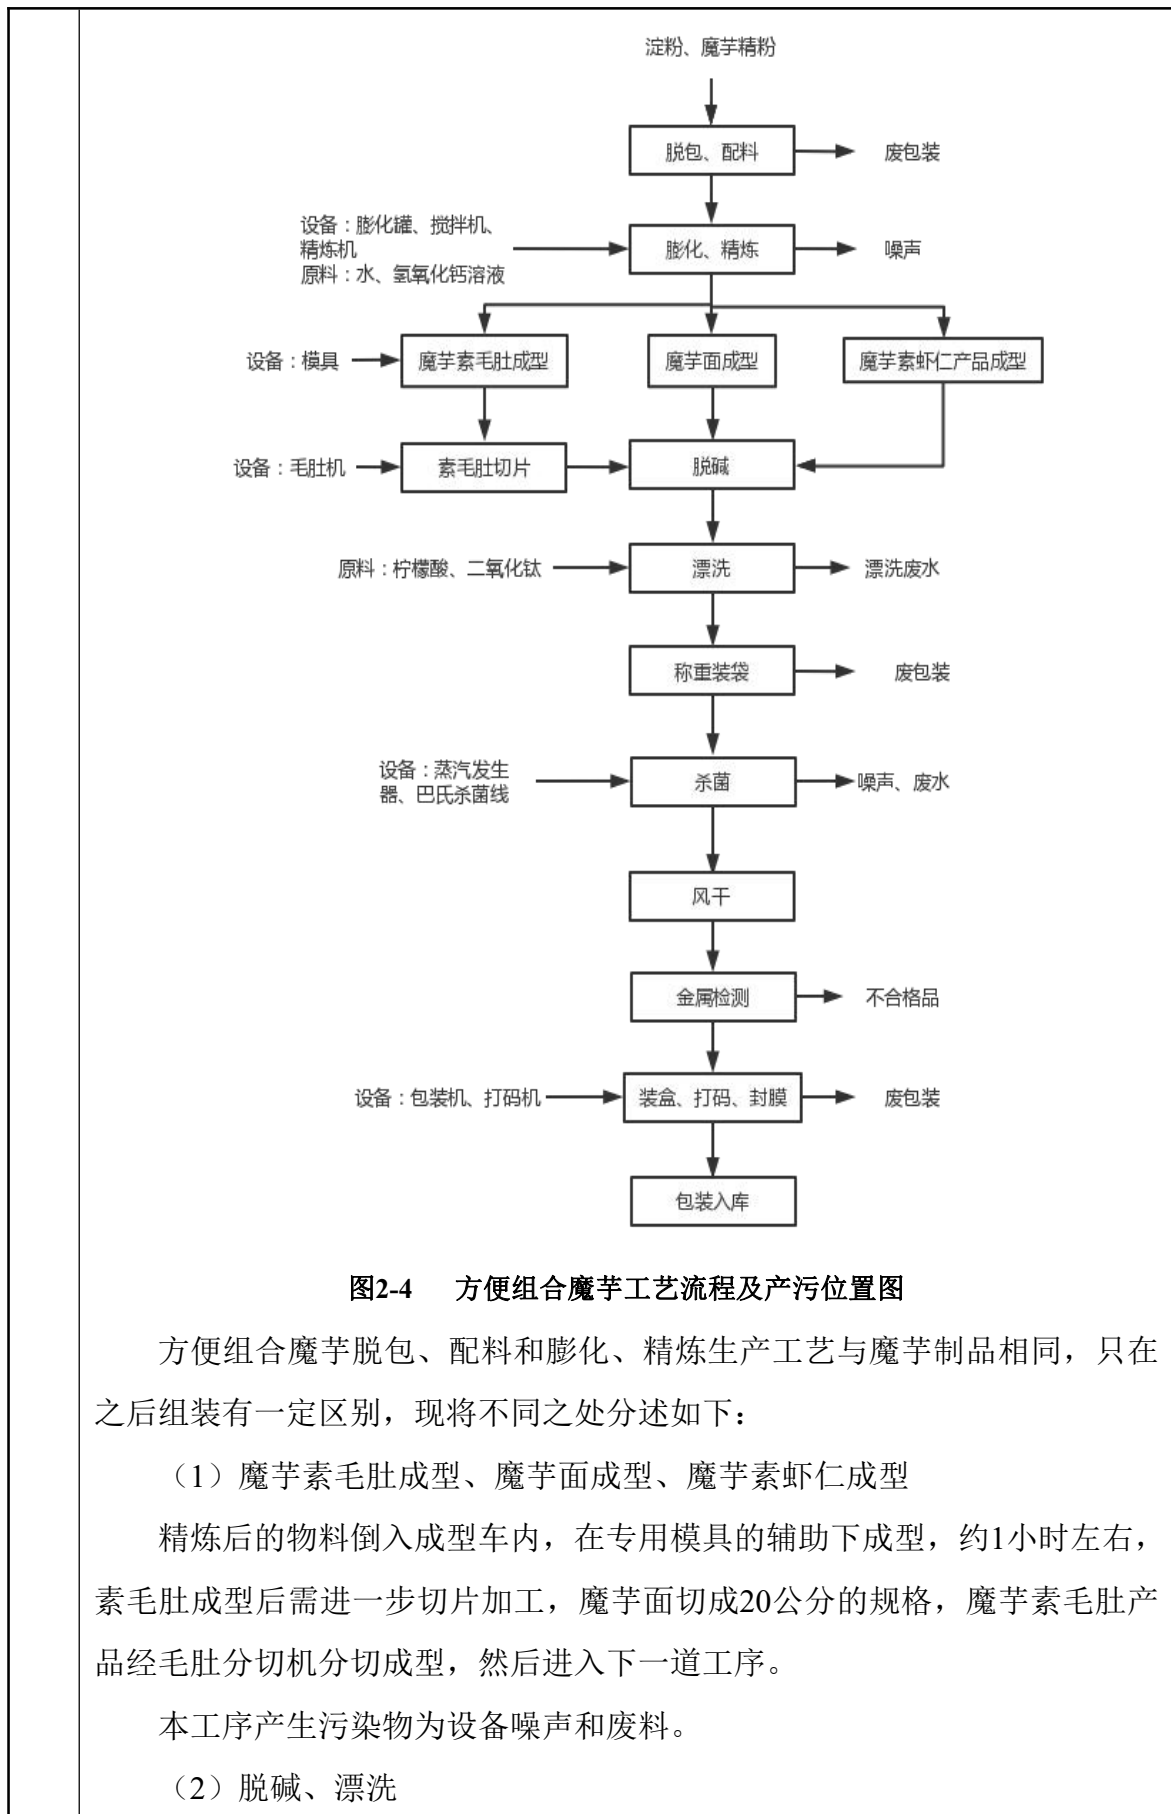 淀粉、魔芋精粉
脱包、配料
废包装
设备：膨化罐、搅拌机、
精炼机
原料：水、氢氧化钙溶液
膨化、精炼
噪声
设备：模具
魔芋素毛肚成型
魔芋面成型
魔芋素虾仁产品成型
设备：毛肚机
素毛肚切片
脱碱
原料：柠檬酸、二氧化钛
漂洗
漂洗废水
称重装袋
废包装
设备：蒸汽发生
器、巴氏杀菌线
杀菌
噪声、废水
风干
金属检测
不合格品
设备：包装机、打码机
装盒、打码、封膜
废包装
包装入库
图2-4 方便组合魔芋工艺流程及产污位置图
方便组合魔芋脱包、配料和膨化、精炼生产工艺与魔芋制品相同，只在
之后组装有一定区别，现将不同之处分述如下：
（1）魔芋素毛肚成型、魔芋面成型、魔芋素虾仁成型
精炼后的物料倒入成型车内，在专用模具的辅助下成型，约1小时左右，
素毛肚成型后需进一步切片加工，魔芋面切成20公分的规格，魔芋素毛肚产
品经毛肚分切机分切成型，然后进入下一道工序。
本工序产生污染物为设备噪声和废料。
（2）脱碱、漂洗